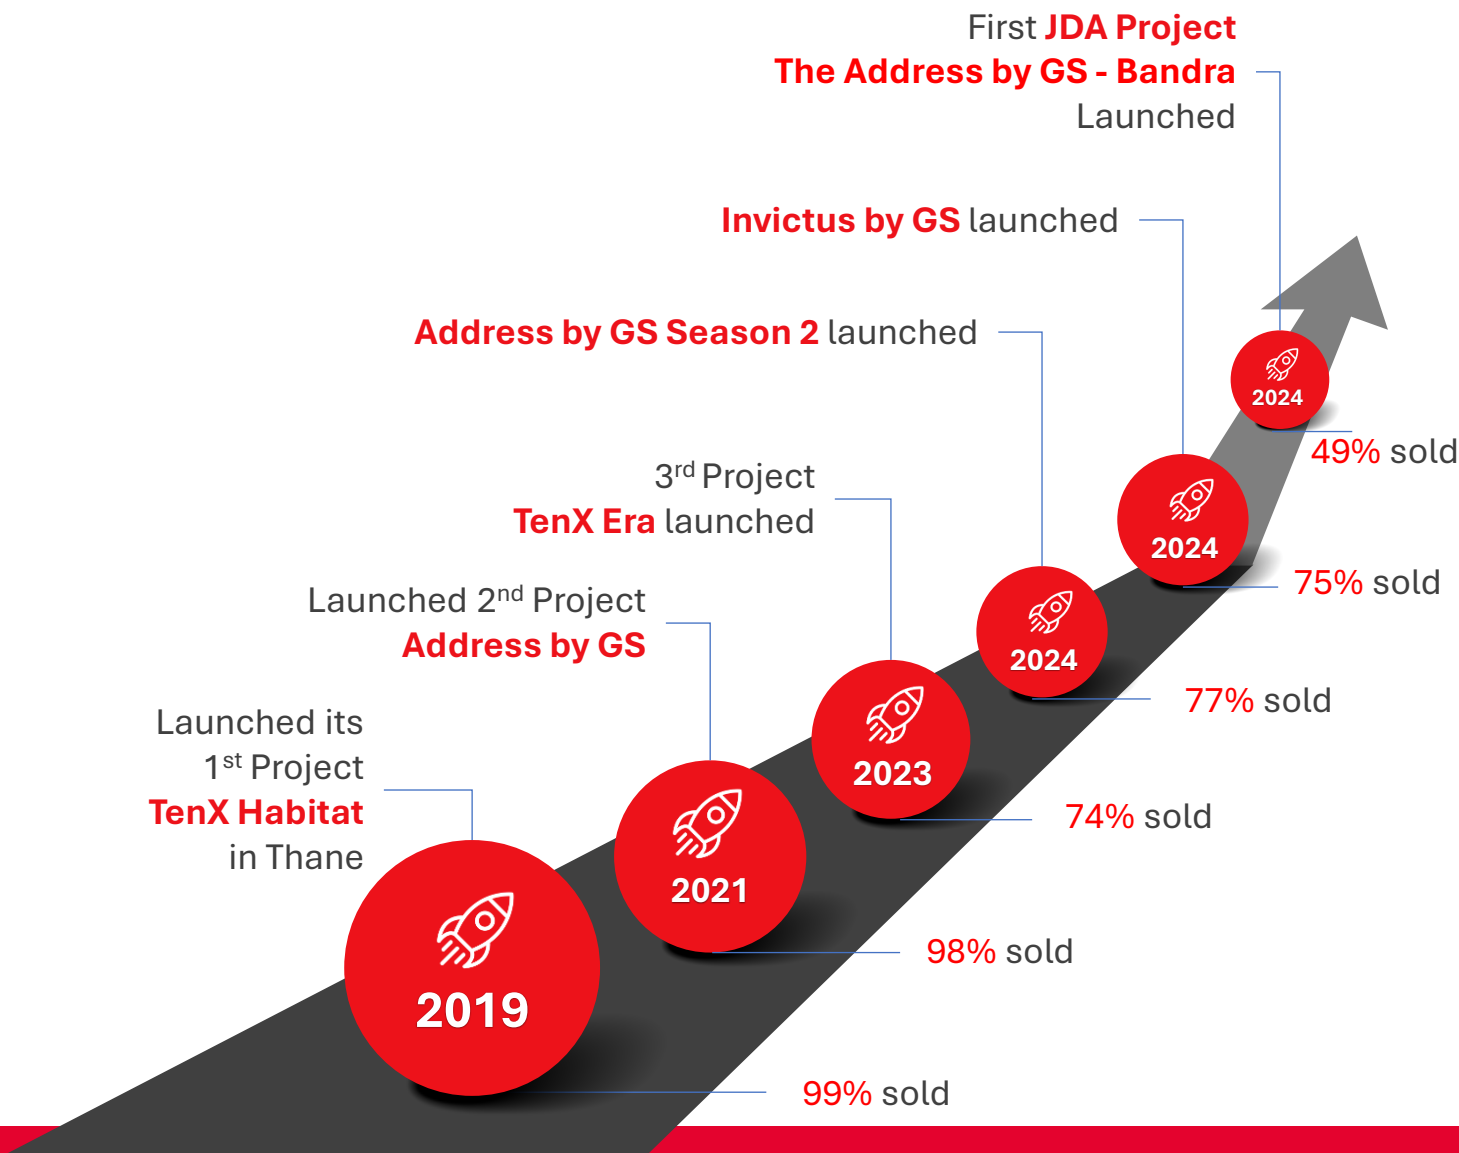 First JDA Project
The Address by GS - Bandra
Launched
Invictus by GS launched
Address by GS Season 2 launched
2024
49% sold
3rd Project
TenX Era launched
2024
75% sold
Launched 2nd Project
Address by GS
2024
77% sold
Launched its
1st Project
TenX Habitat
in Thane
2023
74% sold
2021
98% sold
2019
99% sold